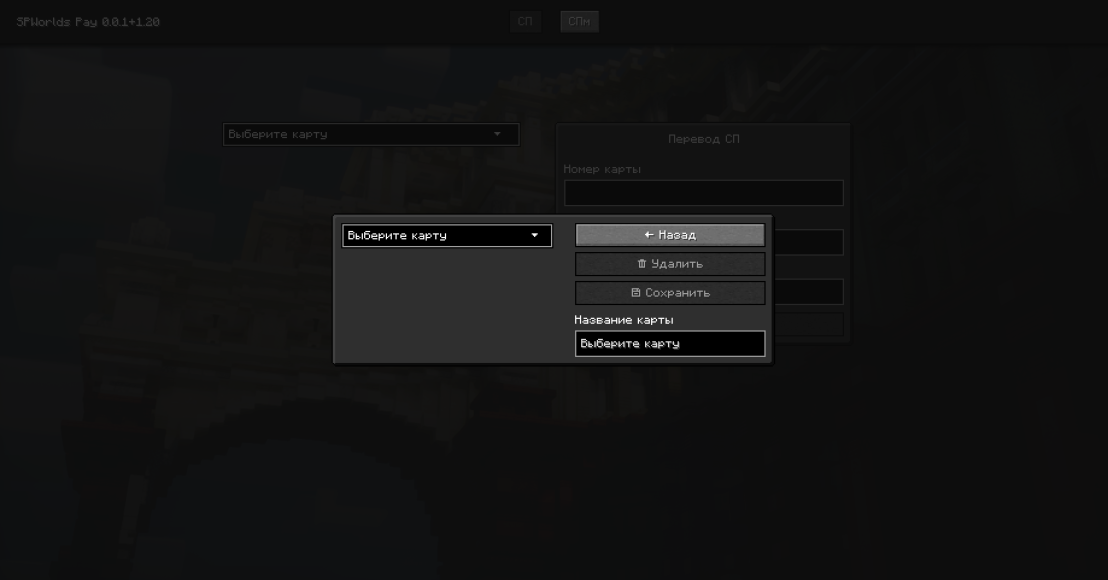 SPWorlds Pay 0.0.1+1.20
СП
СПм
Выберите карту
Перевод СП
Номер карты
Выберите карту
← Назад
Удалить
Сохранить
Название карты
Выберите карту